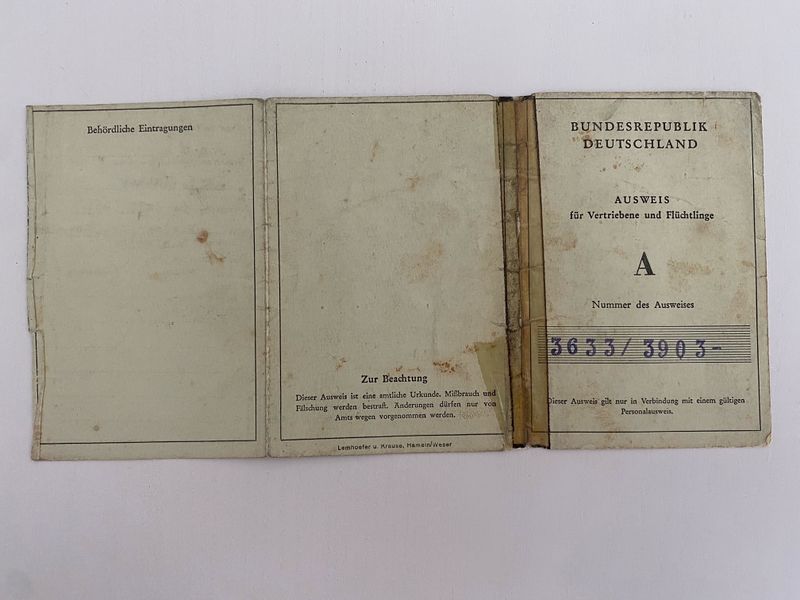 Behördliche Eintragungen
Zur Beachtung
Dieser Ausweis ist eine amtliche Urkunde. Mißbrauch und
Fälschung werden bestraft. Änderungen dürfen nur von
Amts wegen vorgenommen werden.
Lemhoefer u. Krause, Hameln/Weser
BUNDESREPUBLIK
DEUTSCHLAND
AUSWEIS
für Vertriebene und Flüchtlinge
A
Nummer des Ausweises
3633/3903-
Dieser Ausweis gilt nur in Verbindung mit einem gültigen
Personalausweis.